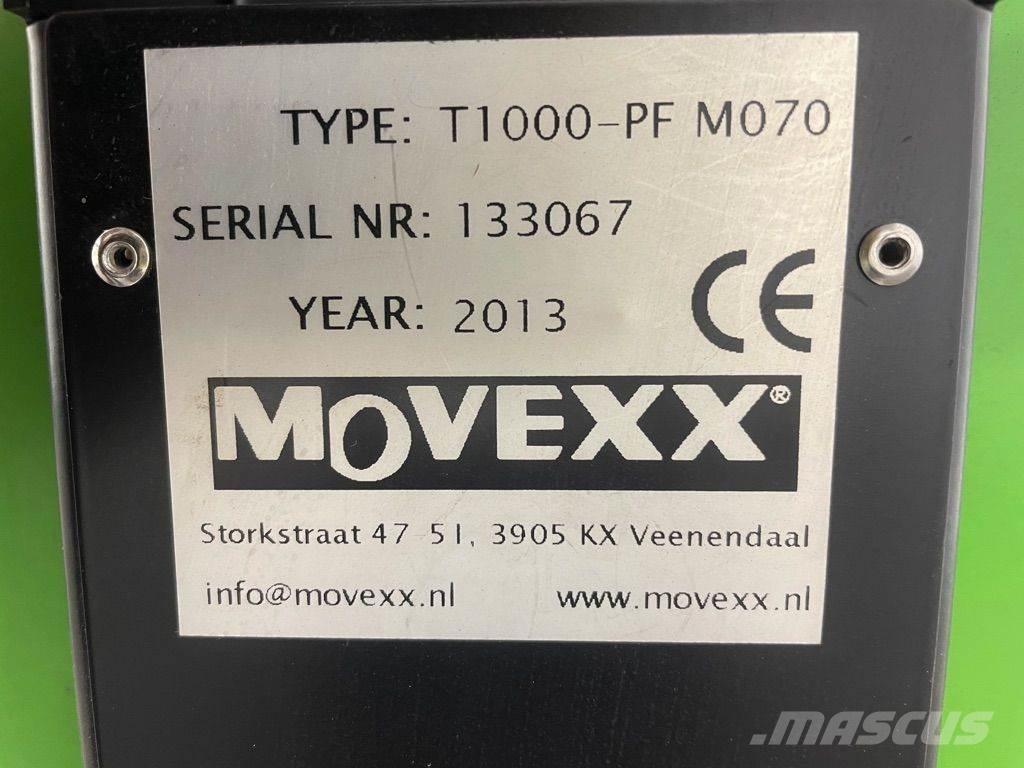 TYPE: T1000-PF M070
SERIAL NR: 133067
YEAR: 2013
CE
MOVEXX®
Storkstraat 47 51, 3905 KX Veenendaal
info@movexx.nl www.movexx.nl
MASCUS